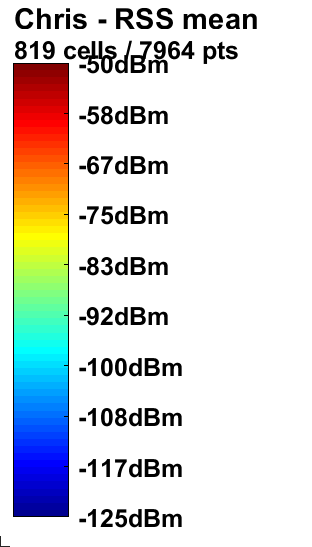 Chris - RSS mean
819 cells / 7964 pts
-50dBm
-58dBm
-67dBm
-75dBm
-83dBm
-92dBm
-100dBm
-108dBm
-117dBm
-125dBm